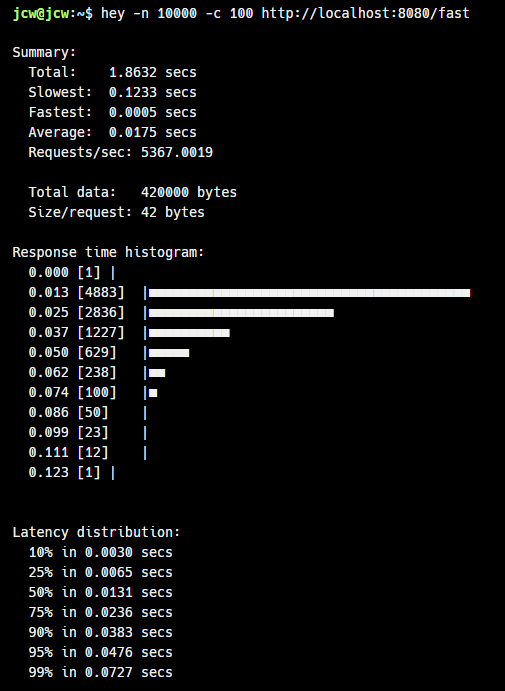 jcw@jcw:~$ hey -n 10000 -c 100 http://localhost:8080/fast
Summary:
Total: 1.8632 secs
Slowest: 0.1233 secs
Fastest: 0.0005 secs
Average: 0.0175 secs
Requests/sec: 5367.0019
Total data: 420000 bytes
Size/request: 42 bytes
Response time histogram:
0.000 [1] |
0.013 [4883] |■■■■■■■■■■■■■■■■■■■■■■■■■■■■■■■■■■■■■■■■
0.025 [2836] |■■■■■■■■■■■■■■■■■■■■■■■
0.037 [1227] |■■■■■■■■■■
0.050 [629] |■■■■■
0.062 [238] |■■
0.074 [100] |■
0.086 [50] |
0.099 [23] |
0.111 [12] |
0.123 [1] |
Latency distribution:
10% in 0.0030 secs
25% in 0.0065 secs
50% in 0.0131 secs
75% in 0.0236 secs
90% in 0.0383 secs
95% in 0.0476 secs
99% in 0.0727 secs